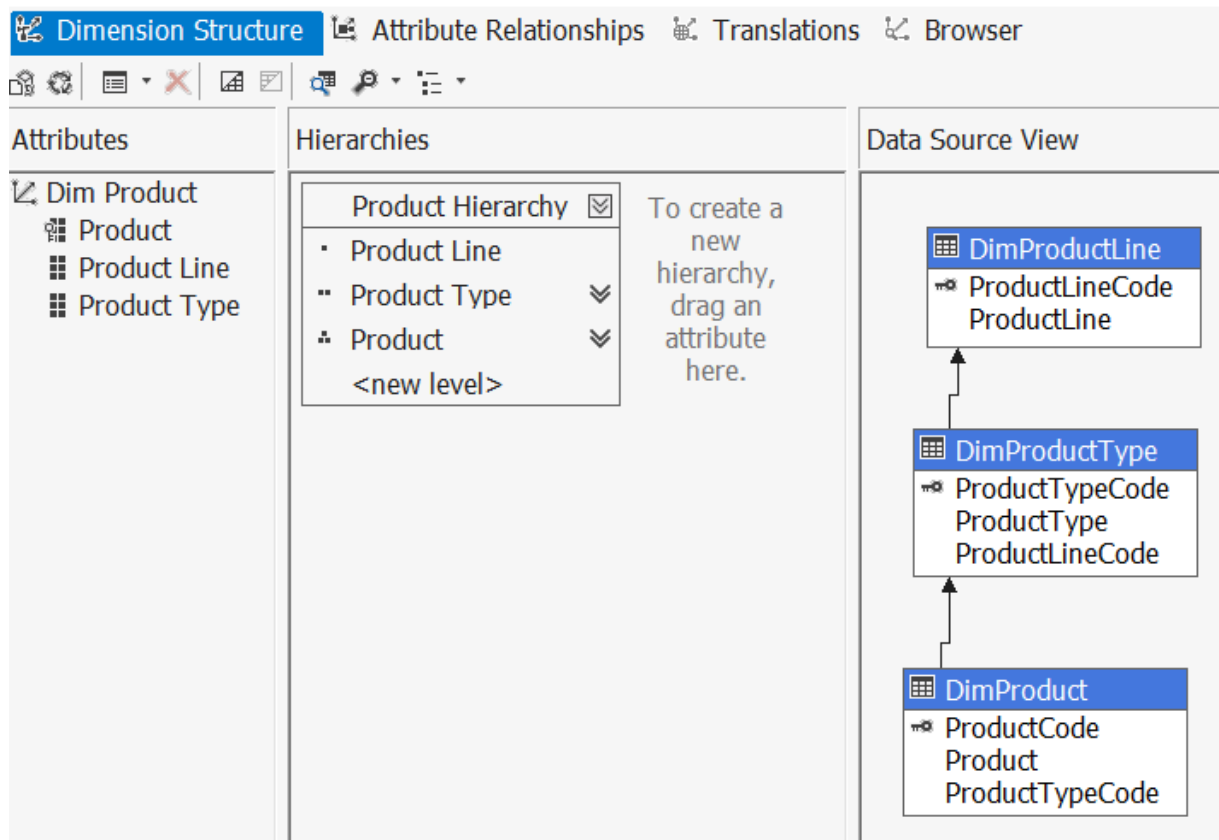 Dimension Structure Attribute Relationships Translations Browser
Attributes
Dim Product
Product
Product Line
Product Type
Hierarchies
Product Hierarchy
Product Line
Product Type
Product
<new level>
To create a
new
hierarchy,
drag an
attribute
here.
Data Source View
DimProductLine
ProductLineCode
ProductLine
DimProductType
ProductTypeCode
ProductType
ProductLineCode
DimProduct
ProductCode
Product
ProductTypeCode